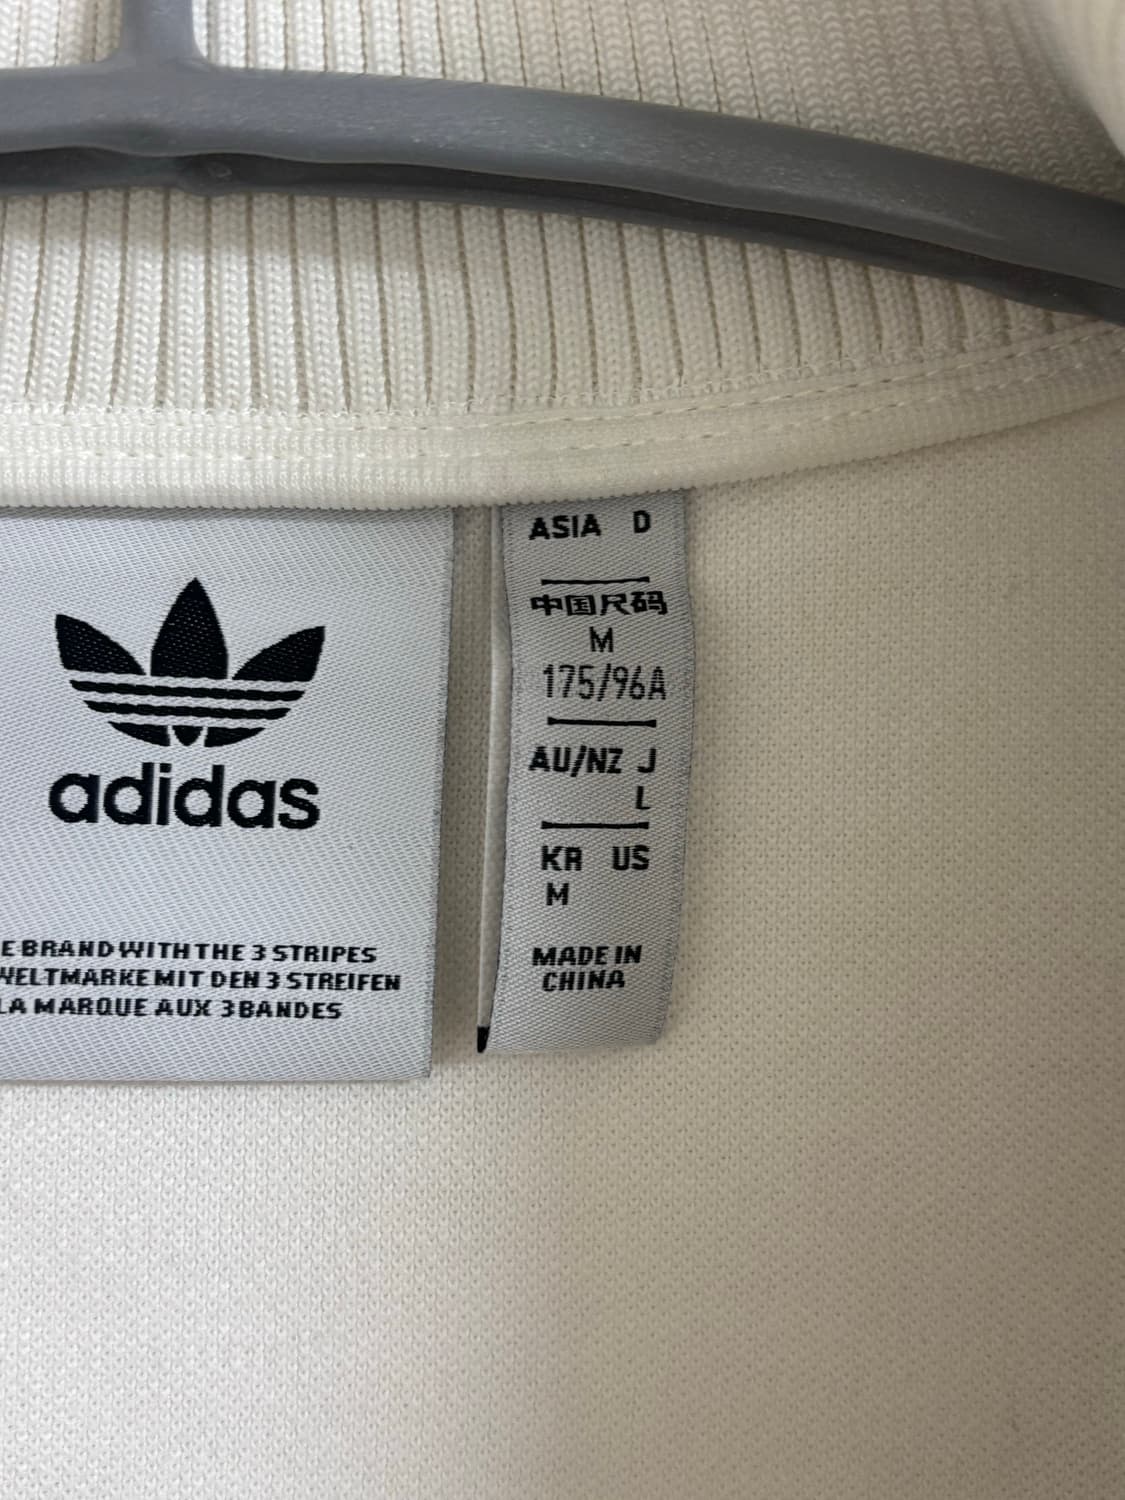 adidas
E BRAND WITH THE 3 STRIPES
WELTMARKE MIT DEN 3 STREIFEN
LA MARQUE AUX 3 BANDES
ASIA D
中国尺码
M
175/96A
AU/NZ J
L
KR US
M
MADE IN
CHINA